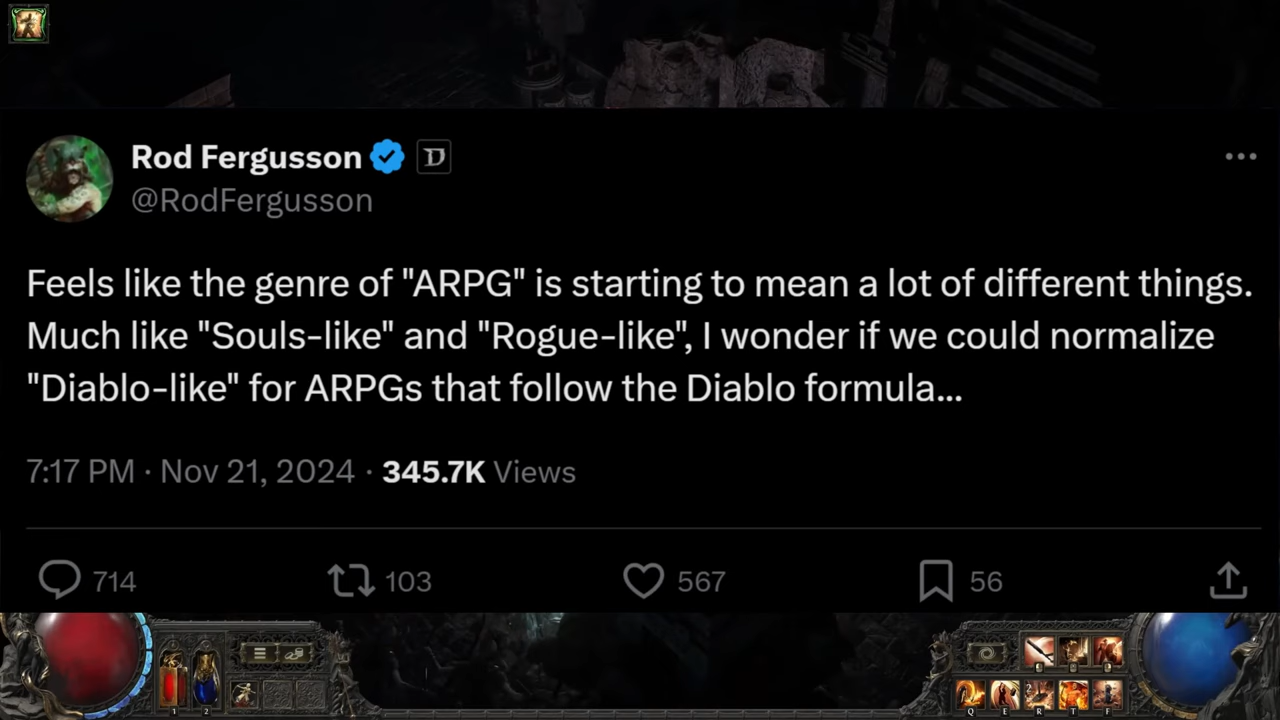 Rod Fergusson
@RodFergusson
Feels like the genre of "ARPG" is starting to mean a lot of different things.
Much like "Souls-like" and "Rogue-like", I wonder if we could normalize
"Diablo-like" for ARPGs that follow the Diablo formula...
7:17 PM · Nov 21, 2024 · 345.7K Views
714 103 567 56
1 2
Q E R T F